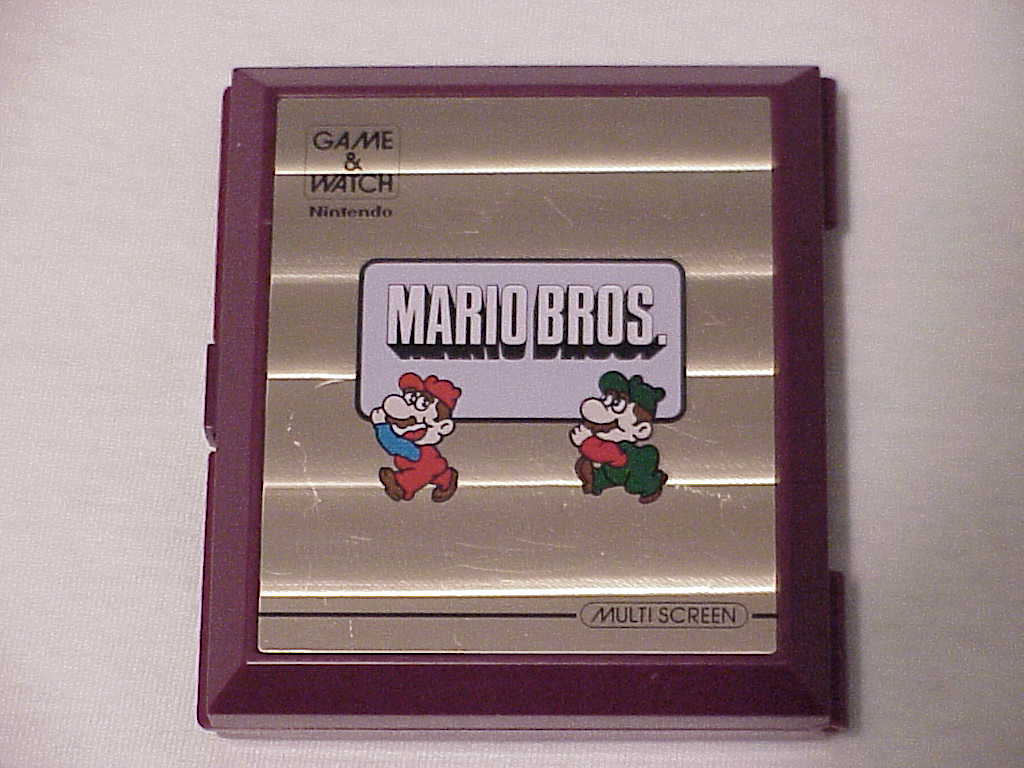 GAME
&
WATCH
Nintendo
MARIO BROS.
MULTI SCREEN